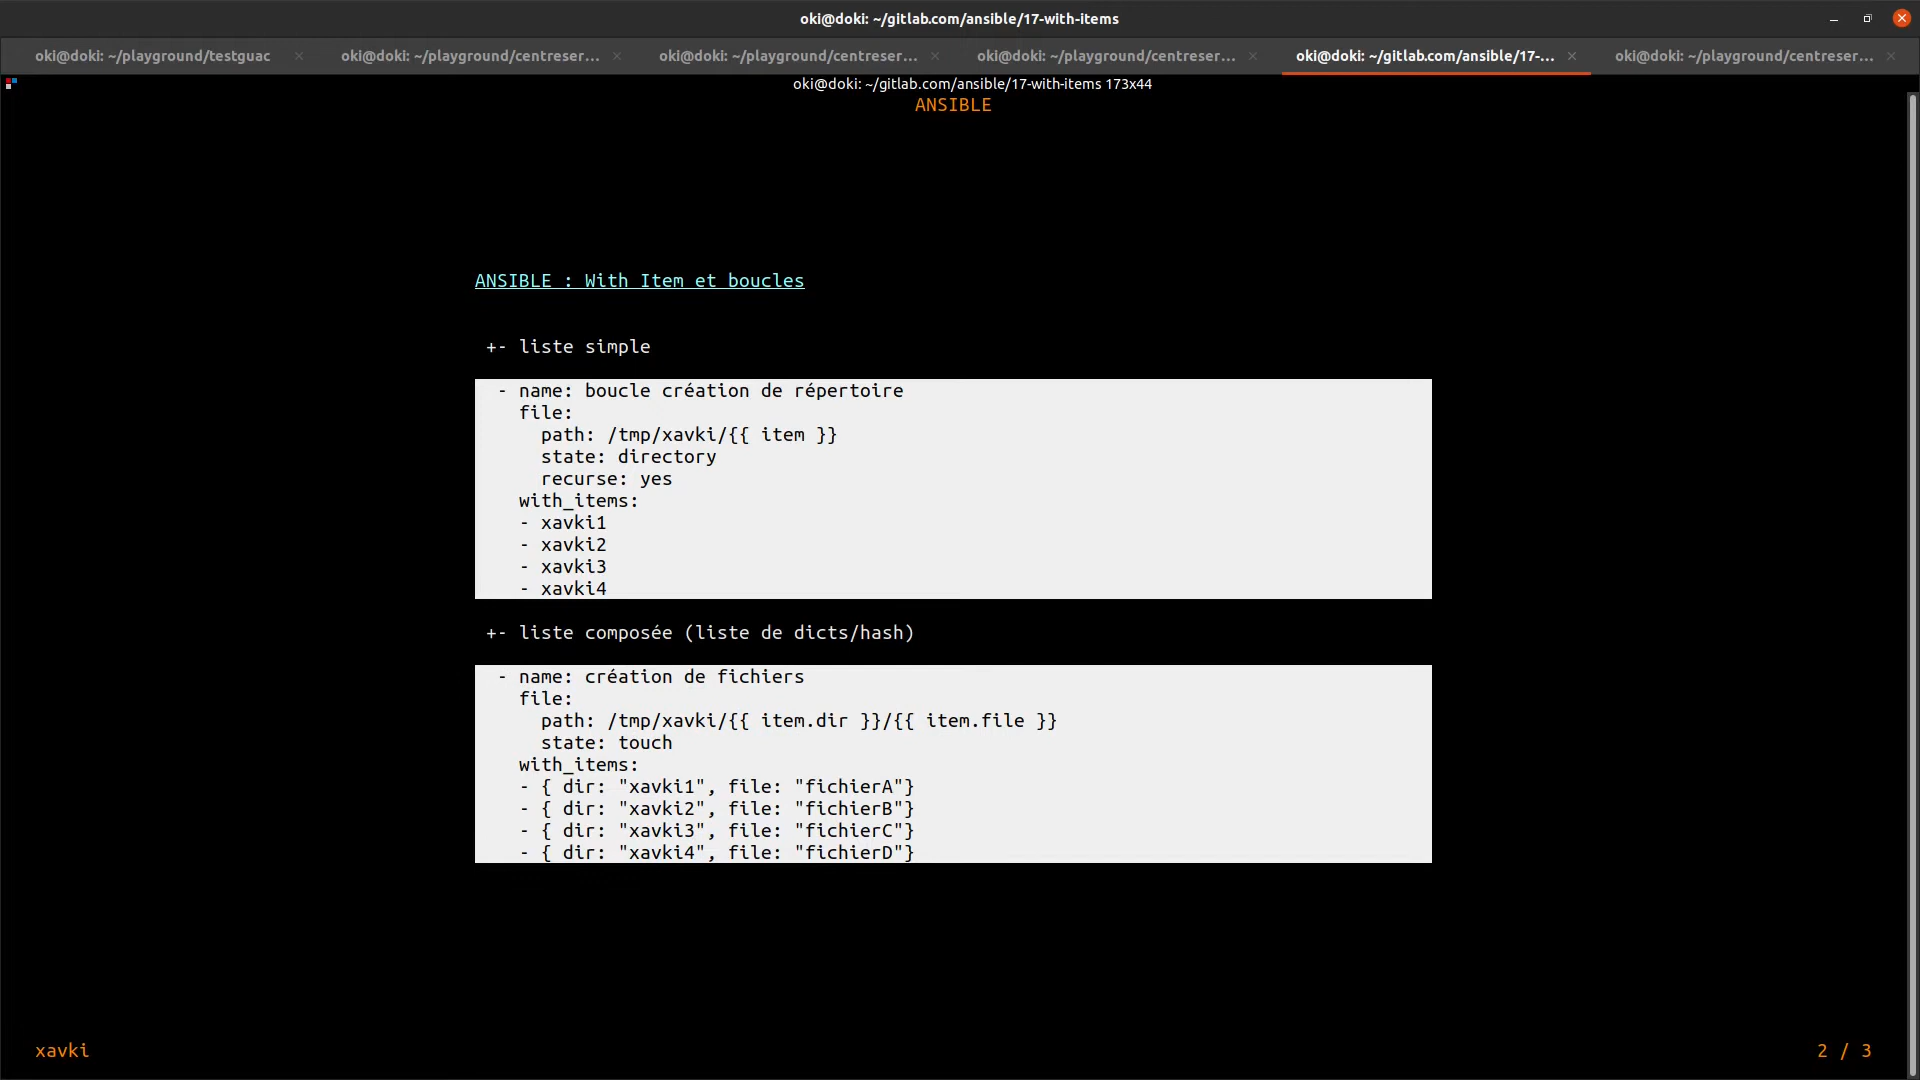 oki@doki: ~/gitlab.com/ansible/17-with-items
oki@doki: ~/playground/testguac
oki@doki: ~/playground/centreser...
oki@doki: ~/playground/centreser...
oki@doki: ~/playground/centreser...
oki@doki: ~/gitlab.com/ansible/17-...
oki@doki: ~/playground/centreser...
oki@doki: ~/gitlab.com/ansible/17-with-items 173x44
ANSIBLE
ANSIBLE : With Item et boucles
+- liste simple
- name: boucle création de répertoire
file:
path: /tmp/xavki/{{ item }}
state: directory
recurse: yes
with_items:
- xavki1
- xavki2
- xavki3
- xavki4
+- liste composée (liste de dicts/hash)
- name: création de fichiers
file:
path: /tmp/xavki/{{ item.dir }}/{{ item.file }}
state: touch
with_items:
- { dir: "xavki1", file: "fichierA"}
- { dir: "xavki2", file: "fichierB"}
- { dir: "xavki3", file: "fichierC"}
- { dir: "xavki4", file: "fichierD"}
xavki
2 / 3